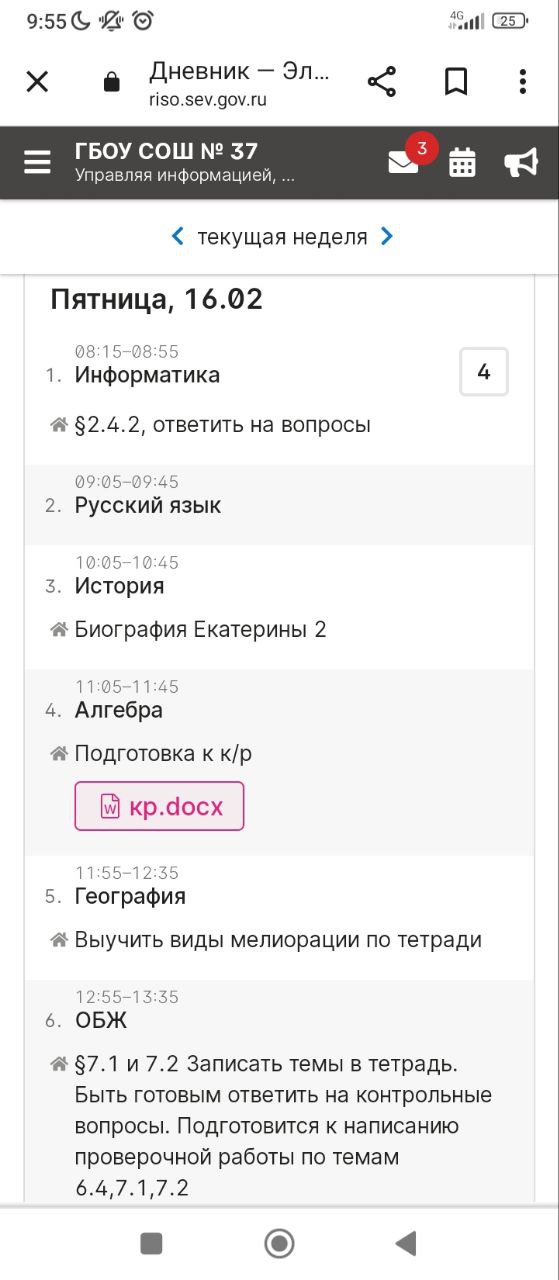 9:55
4G
25
Дневник — Эл...
riso.sev.gov.ru
ГБОУ СОШ № 37
3
Управляя информацией, ...
текущая неделя
Пятница, 16.02
08:15–08:55
1. Информатика
4
§2.4.2, ответить на вопросы
09:05–09:45
2. Русский язык
10:05–10:45
3. История
Биография Екатерины 2
11:05–11:45
4. Алгебра
Подготовка к к/р
W кр.docx
11:55–12:35
5. География
Выучить виды мелиорации по тетради
12:55–13:35
6. ОБЖ
§7.1 и 7.2 Записать темы в тетрадь.
Быть готовым ответить на контрольные
вопросы. Подготовится к написанию
проверочной работы по темам
6.4,7.1,7.2